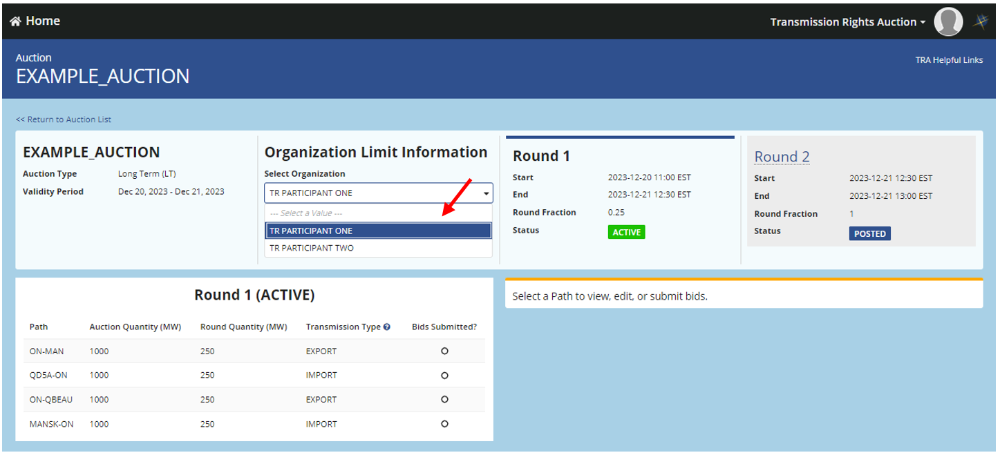 Home
Transmission Rights Auction
Auction
EXAMPLE_AUCTION
TRA Helpful Links
<< Return to Auction List
EXAMPLE_AUCTION
Auction Type Long Term (LT)
Validity Period Dec 20, 2023 - Dec 21, 2023
Organization Limit Information
Select Organization
TR PARTICIPANT ONE
--- Select a Value ---
TR PARTICIPANT ONE
TR PARTICIPANT TWO
Round 1
Start 2023-12-20 11:00 EST
End 2023-12-21 12:30 EST
Round Fraction 0.25
Status ACTIVE
Round 2
Start 2023-12-21 12:30 EST
End 2023-12-21 13:00 EST
Round Fraction 1
Status POSTED
Round 1 (ACTIVE)
Path Auction Quantity (MW) Round Quantity (MW) Transmission Type ? Bids Submitted?
ON-MAN 1000 250 EXPORT
QD5A-ON 1000 250 IMPORT
ON-QBEAU 1000 250 EXPORT
MANSK-ON 1000 250 IMPORT
Select a Path to view, edit, or submit bids.